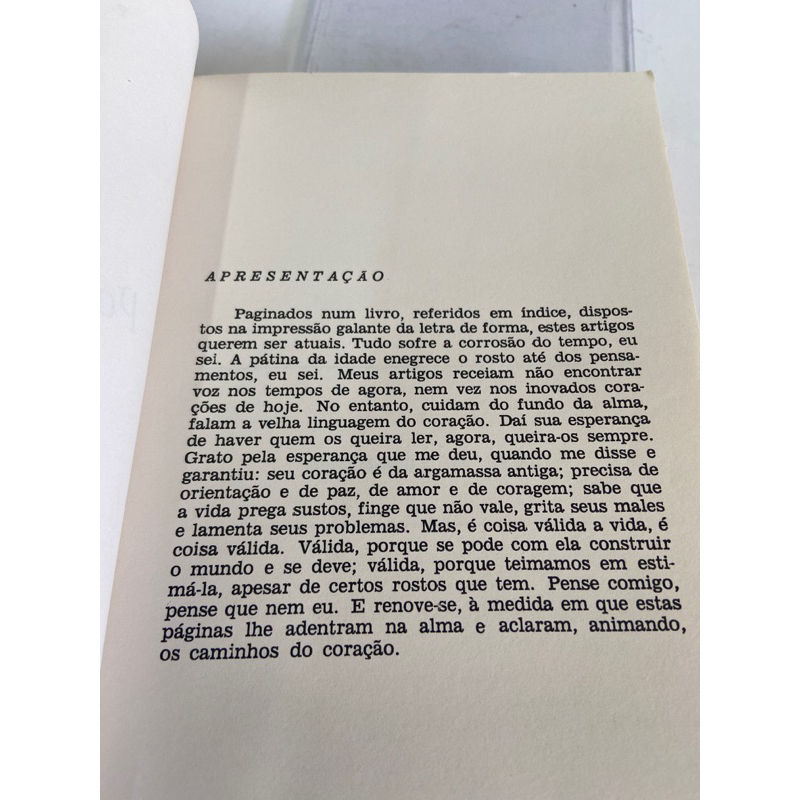 APRESENTAÇÃO
Paginados num livro, referidos em índice, dispos-
tos na impressão galante da letra de forma, estes artigos
querem ser atuais. Tudo sofre a corrosão do tempo, eu
sei. A pátina da idade enegrece o rosto até dos pensa-
mentos, eu sei. Meus artigos receiam não encontrar
voz nos tempos de agora, nem vez nos inovados cora-
ções de hoje. No entanto, cuidam do fundo da alma,
falam a velha linguagem do coração. Daí sua esperança
de haver quem os queira ler, agora, queira-os sempre.
Grato pela esperança que me deu, quando me disse e
garantiu: seu coração é da argamassa antiga; precisa de
orientação e de paz, de amor e de coragem; sabe que
a vida prega sustos, finge que não vale, grita seus males
e lamenta seus problemas. Mas, é coisa válida a vida, é
coisa válida. Válida, porque se pode com ela construir
o mundo e se deve; válida, porque teimamos em esti-
má-la, apesar de certos rostos que tem. Pense comigo,
pense que nem eu. E renove-se, à medida em que estas
páginas lhe adentram na alma e aclaram, animando,
os caminhos do coração.